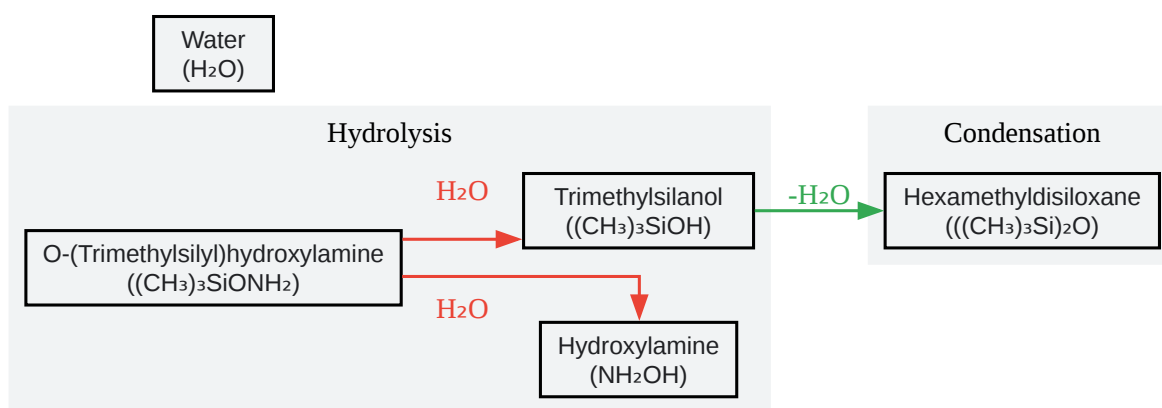 Water
(H₂O)
Hydrolysis
Condensation
H₂O
Trimethylsilanol
((CH₃)₃SiOH)
-H₂O
Hexamethyldisiloxane
(((CH₃)₃Si)₂O)
O-(Trimethylsilyl)hydroxylamine
((CH₃)₃SiONH₂)
H₂O
Hydroxylamine
(NH₂OH)